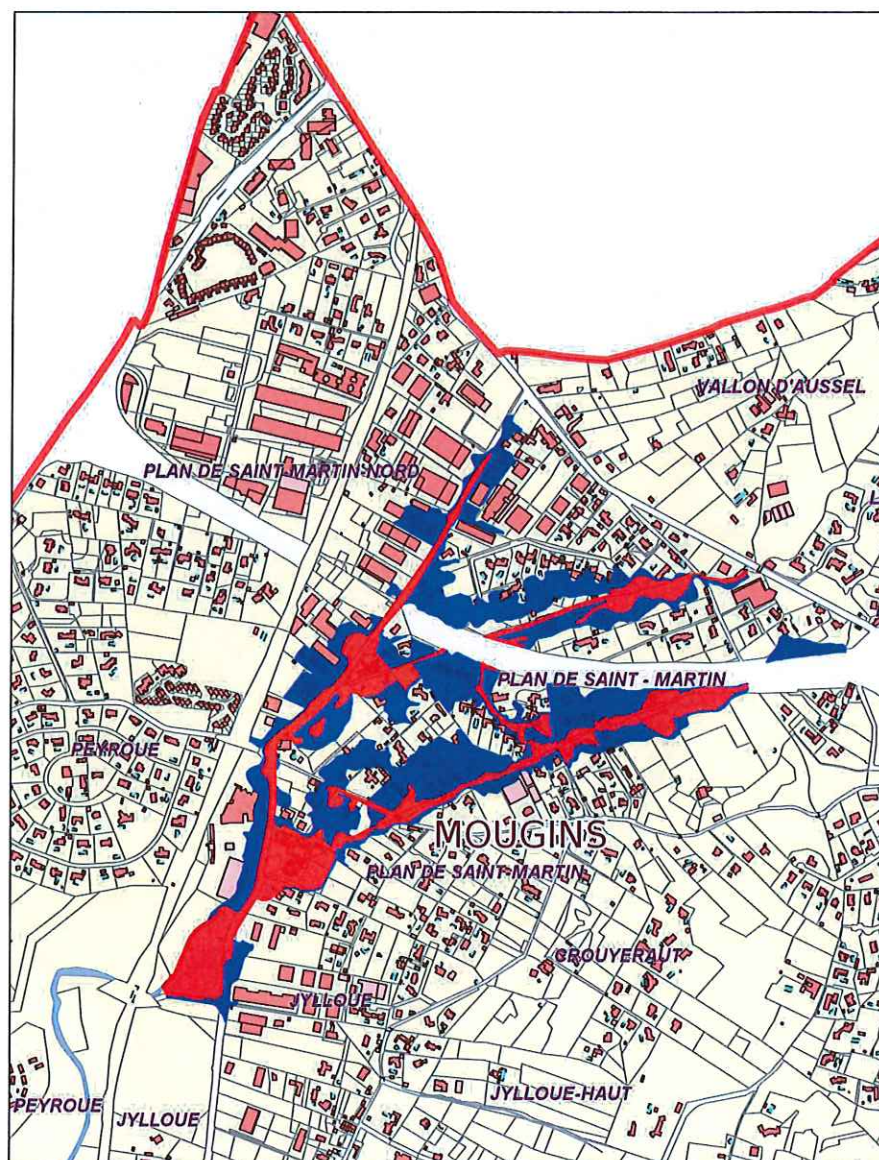 VALLON D'AUSSEL
PLAN DE SAINT-MARTIN-NORD
PLAN DE SAINT - MARTIN
PEYROUE
MOUGINS
PLAN DE SAINT-MARTIN
CROUYERAUT
JYLLOUE
JYLLOUE-HAUT
PEYROUE
JYLLOUE